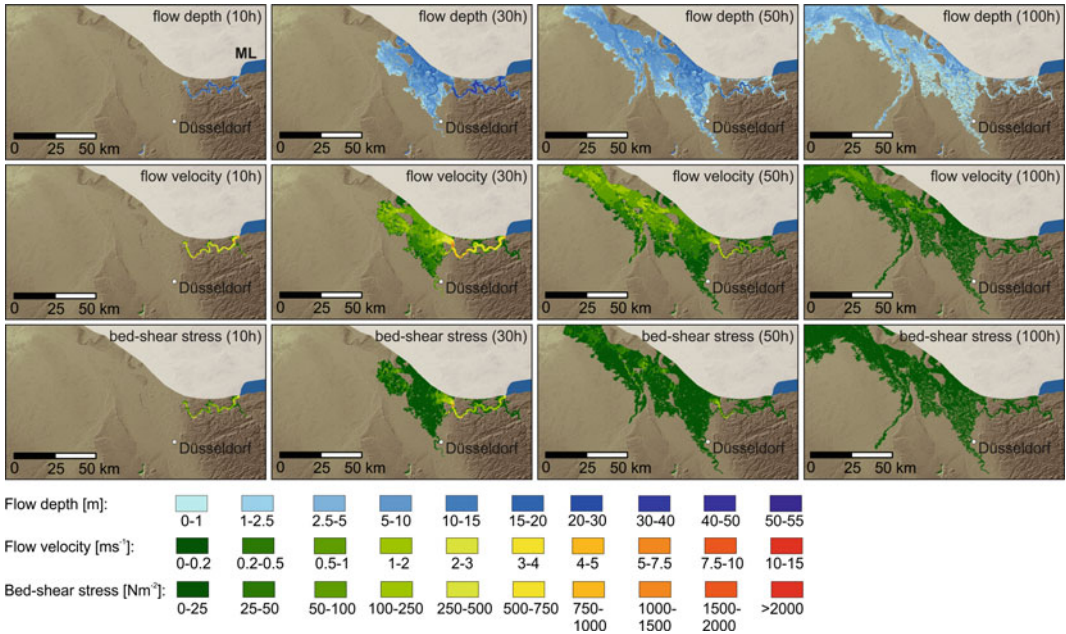 flow depth (10h)
ML
Düsseldorf
0 25 50 km
flow depth (30h)
Düsseldorf
0 25 50 km
flow depth (50h)
Düsseldorf
0 25 50 km
flow depth (100h)
Düsseldorf
0 25 50 km
flow velocity (10h)
Düsseldorf
0 25 50 km
flow velocity (30h)
Düsseldorf
0 25 50 km
flow velocity (50h)
Düsseldorf
0 25 50 km
flow velocity (100h)
Düsseldorf
0 25 50 km
bed-shear stress (10h)
Düsseldorf
0 25 50 km
bed-shear stress (30h)
Düsseldorf
0 25 50 km
bed-shear stress (50h)
Düsseldorf
0 25 50 km
bed-shear stress (100h)
Düsseldorf
0 25 50 km
Flow depth [m]:
0-1 1-2.5 2.5-5 5-10 10-15 15-20 20-30 30-40 40-50 50-55
Flow velocity [ms⁻¹]:
0-0.2 0.2-0.5 0.5-1 1-2 2-3 3-4 4-5 5-7.5 7.5-10 10-15
Bed-shear stress [Nm⁻²]:
0-25 25-50 50-100 100-250 250-500 500-750 750-1000 1000-1500 1500-2000 >2000